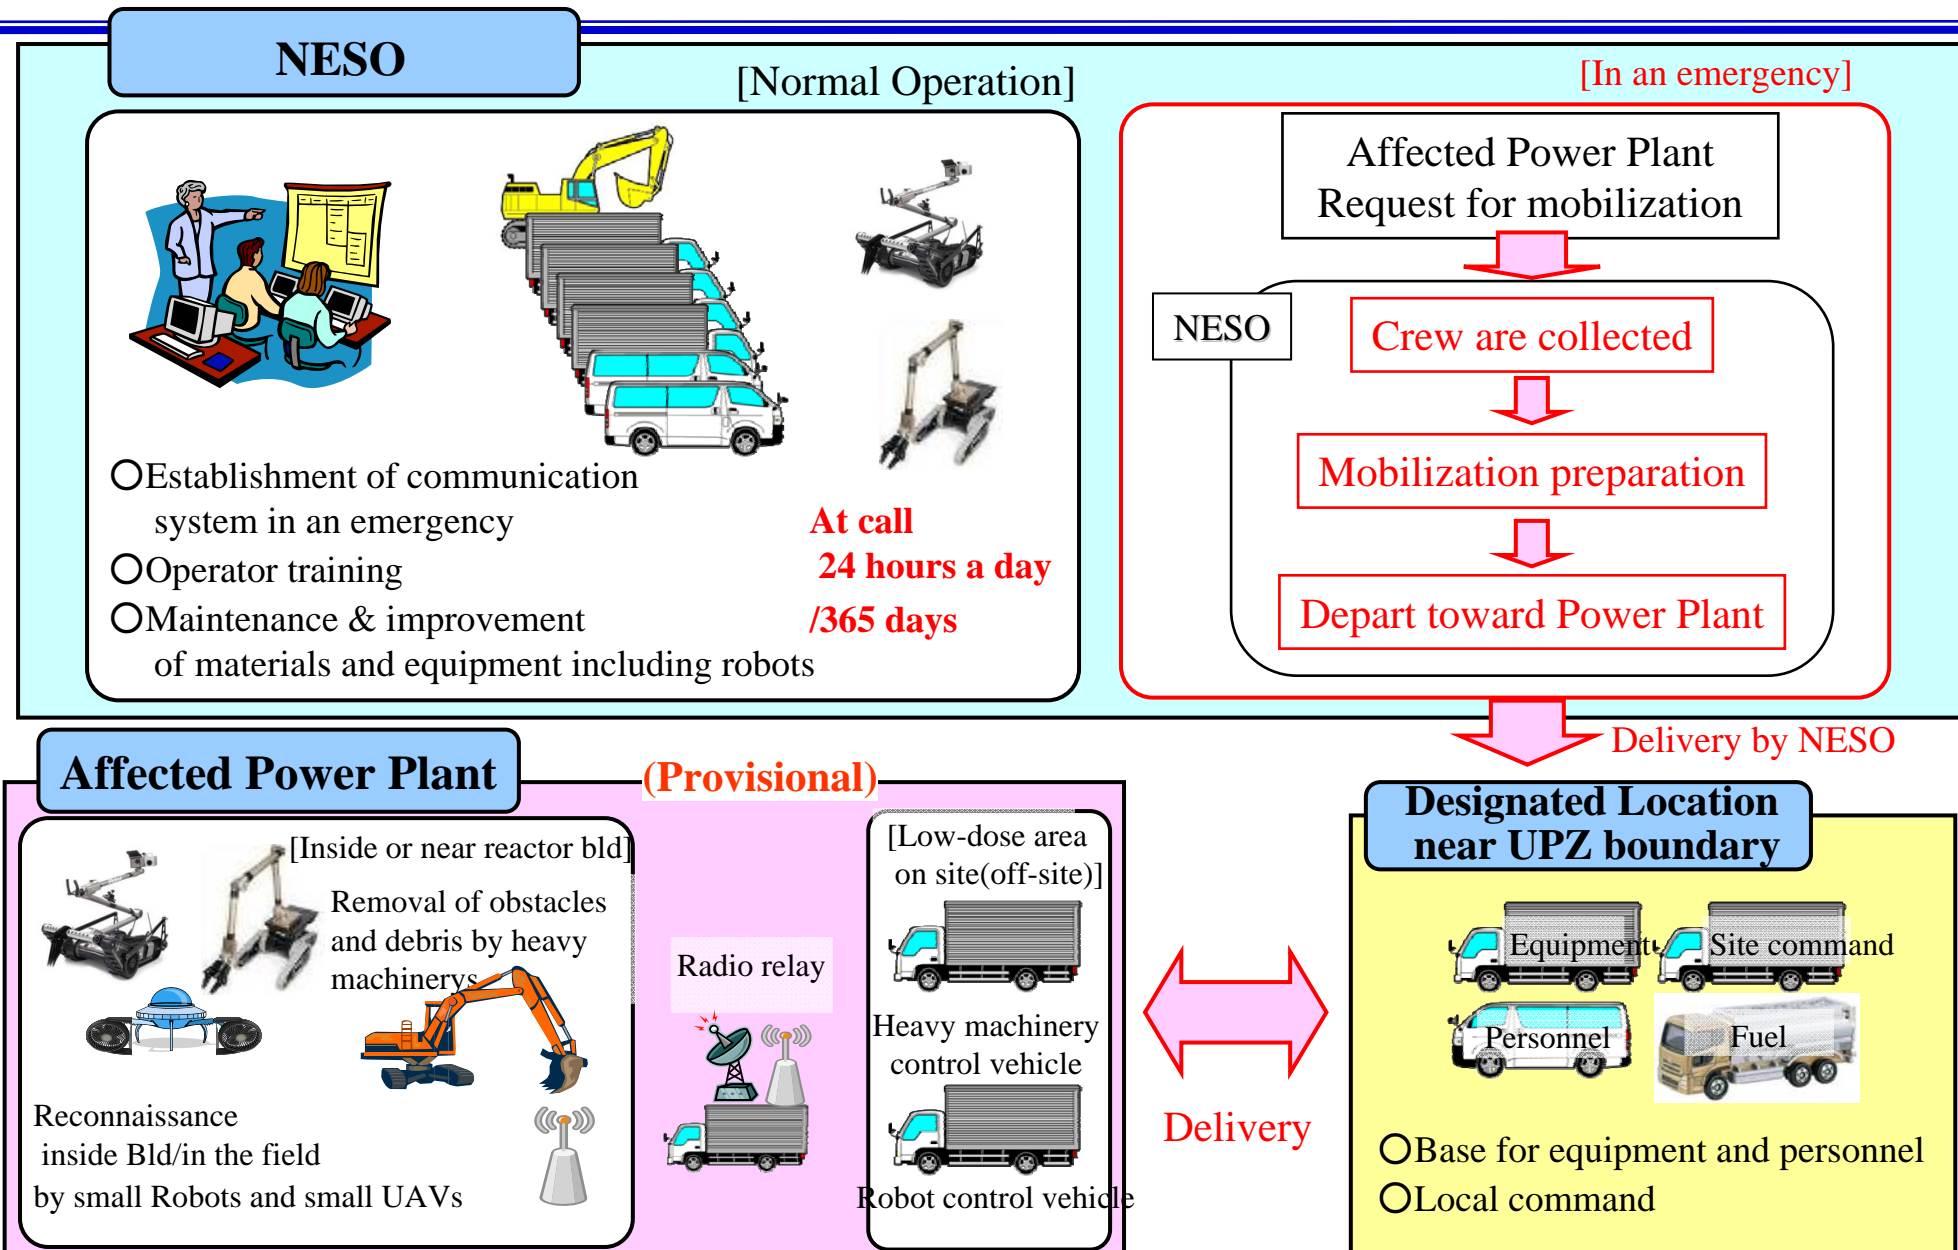 NESO
[Normal Operation]
○Establishment of communication
system in an emergency
○Operator training
○Maintenance & improvement
of materials and equipment including robots
At call
24 hours a day
/365 days
[In an emergency]
Affected Power Plant
Request for mobilization
NESO
Crew are collected
Mobilization preparation
Depart toward Power Plant
Delivery by NESO
Affected Power Plant
(Provisional)
[Inside or near reactor bld]
Removal of obstacles
and debris by heavy
machinerys
Reconnaissance
inside Bld/in the field
by small Robots and small UAVs
Radio relay
[Low-dose area
on site(off-site)]
Heavy machinery
control vehicle
Robot control vehicle
Delivery
Designated Location
near UPZ boundary
Equipment
Site command
Personnel
Fuel
○Base for equipment and personnel
○Local command